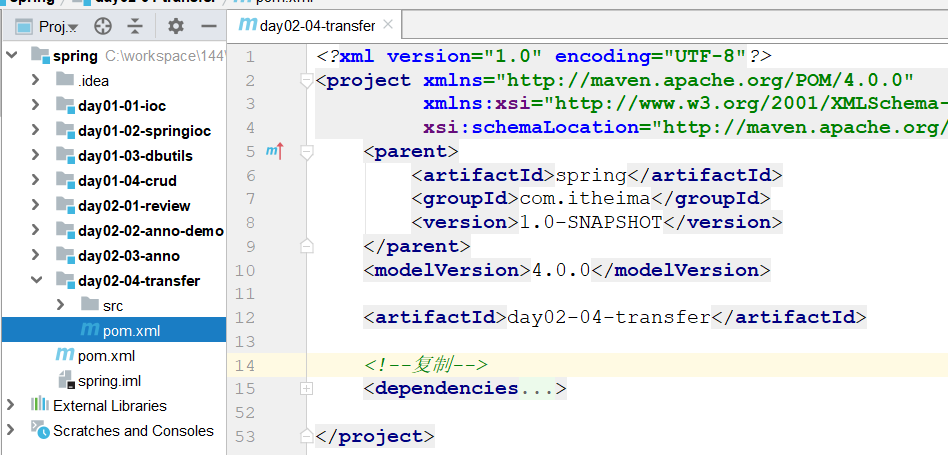 spring
day02-04-transfer
pom.xml
Proj..
day02-04-transfer
spring C:\workspace\144\
.idea
day01-01-ioc
day01-02-springioc
day01-03-dbutils
day01-04-crud
day02-01-review
day02-02-anno-demo
day02-03-anno
day02-04-transfer
src
pom.xml
pom.xml
spring.iml
External Libraries
Scratches and Consoles
1 <?xml version="1.0" encoding="UTF-8"?>
2 <project xmlns="http://maven.apache.org/POM/4.0.0"
3 xmlns:xsi="http://www.w3.org/2001/XMLSchema-
4 xsi:schemaLocation="http://maven.apache.org/
5 <parent>
6 <artifactId>spring</artifactId>
7 <groupId>com.itheima</groupId>
8 <version>1.0-SNAPSHOT</version>
9 </parent>
10 <modelVersion>4.0.0</modelVersion>
11
12 <artifactId>day02-04-transfer</artifactId>
13
14 <!--复制-->
15 <dependencies...>
52
53 </project>